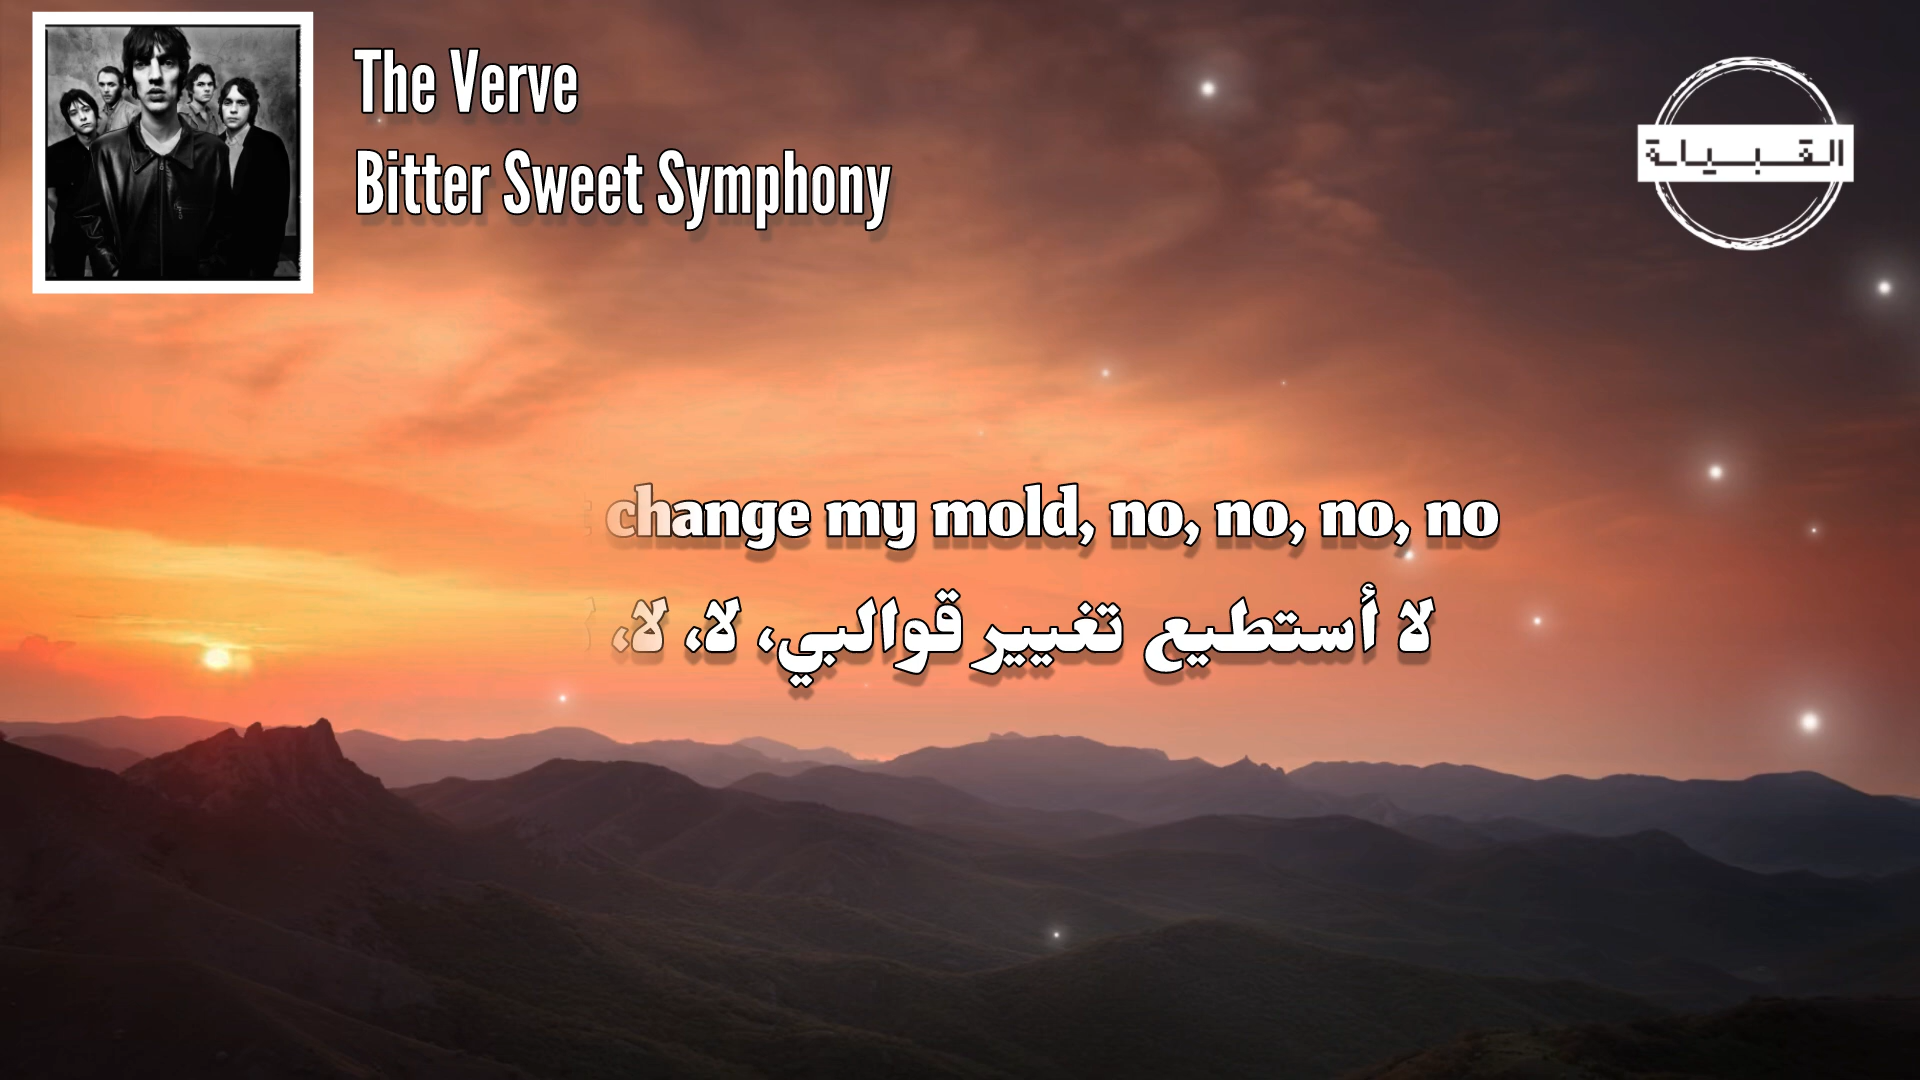 The Verve
Bitter Sweet Symphony
القبيلة
change my mold, no, no, no, no
لا أستطيع تغيير قوالبي، لا، لا،